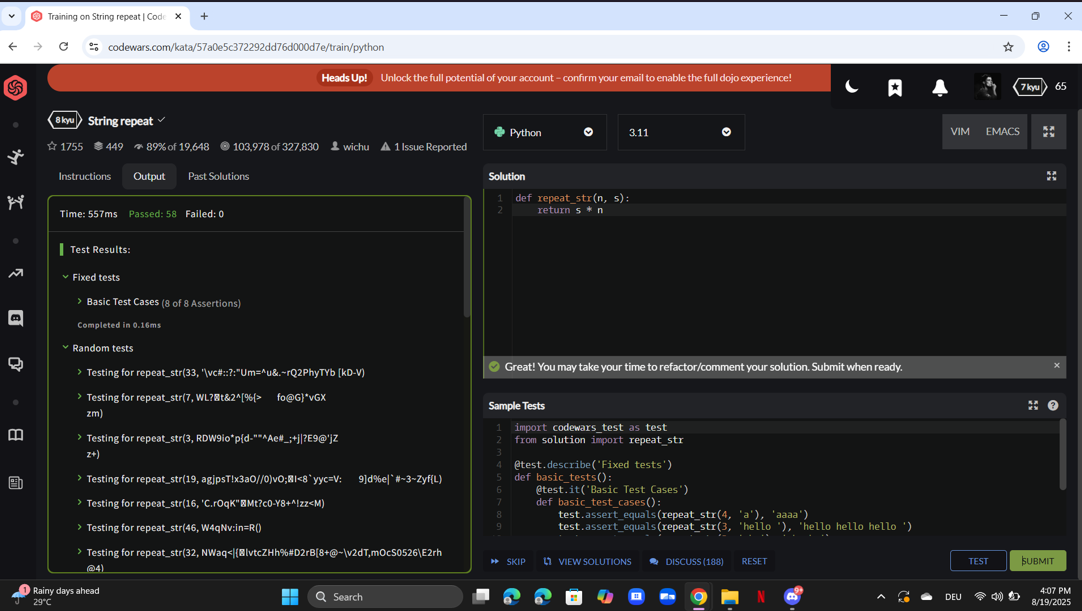 Training on String repeat | Code
codewars.com/kata/57a0e5c372292dd76d000d7e/train/python
Heads Up! Unlock the full potential of your account – confirm your email to enable the full dojo experience!
7 kyu 65
8 kyu String repeat
1755 449 89% of 19,648 103,978 of 327,830 wichu 1 Issue Reported
Instructions Output Past Solutions
Time: 557ms Passed: 58 Failed: 0
Test Results:
Fixed tests
Basic Test Cases (8 of 8 Assertions)
Completed in 0.16ms
Random tests
Testing for repeat_str(33, '\vc#::?:"Um=^u&.~rQ2PhyTYb [kD-V)
Testing for repeat_str(7, WL?t&2^[%{> fo@G}*vGX
zm)
Testing for repeat_str(3, RDW9io*p{d-""^Ae#_;+j|?E9@'jZ
z+)
Testing for repeat_str(19, agjpsT!x3aO//0)vO;I<8`yyc=V: 9]d%e|`#~3~Zyf{L)
Testing for repeat_str(16, 'C.rOqK"Mt?c0-Y8+^!zz<M)
Testing for repeat_str(46, W4qNv:in=R()
Testing for repeat_str(32, NWaq<|{lvtcZHh%#D2rB[8+@~\v2dT,mOcS0526\E2rh
@4)
Python
3.11
VIM EMACS
Solution
1 def repeat_str(n, s):
2 return s * n
Great! You may take your time to refactor/comment your solution. Submit when ready.
Sample Tests
1 import codewars_test as test
2 from solution import repeat_str
3
4 @test.describe('Fixed tests')
5 def basic_tests():
6 @test.it('Basic Test Cases')
7 def basic_test_cases():
8 test.assert_equals(repeat_str(4, 'a'), 'aaaa')
9 test.assert_equals(repeat_str(3, 'hello '), 'hello hello hello ')
SKIP VIEW SOLUTIONS DISCUSS (188) RESET TEST SUBMIT
1
Rainy days ahead
29°C
Search
DEU
4:07 PM
8/19/2025